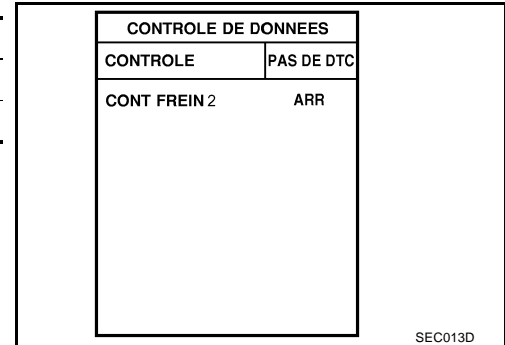 CONTROLE DE DONNEES
CONTROLE PAS DE DTC
CONT FREIN 2 ARR
SEC013D